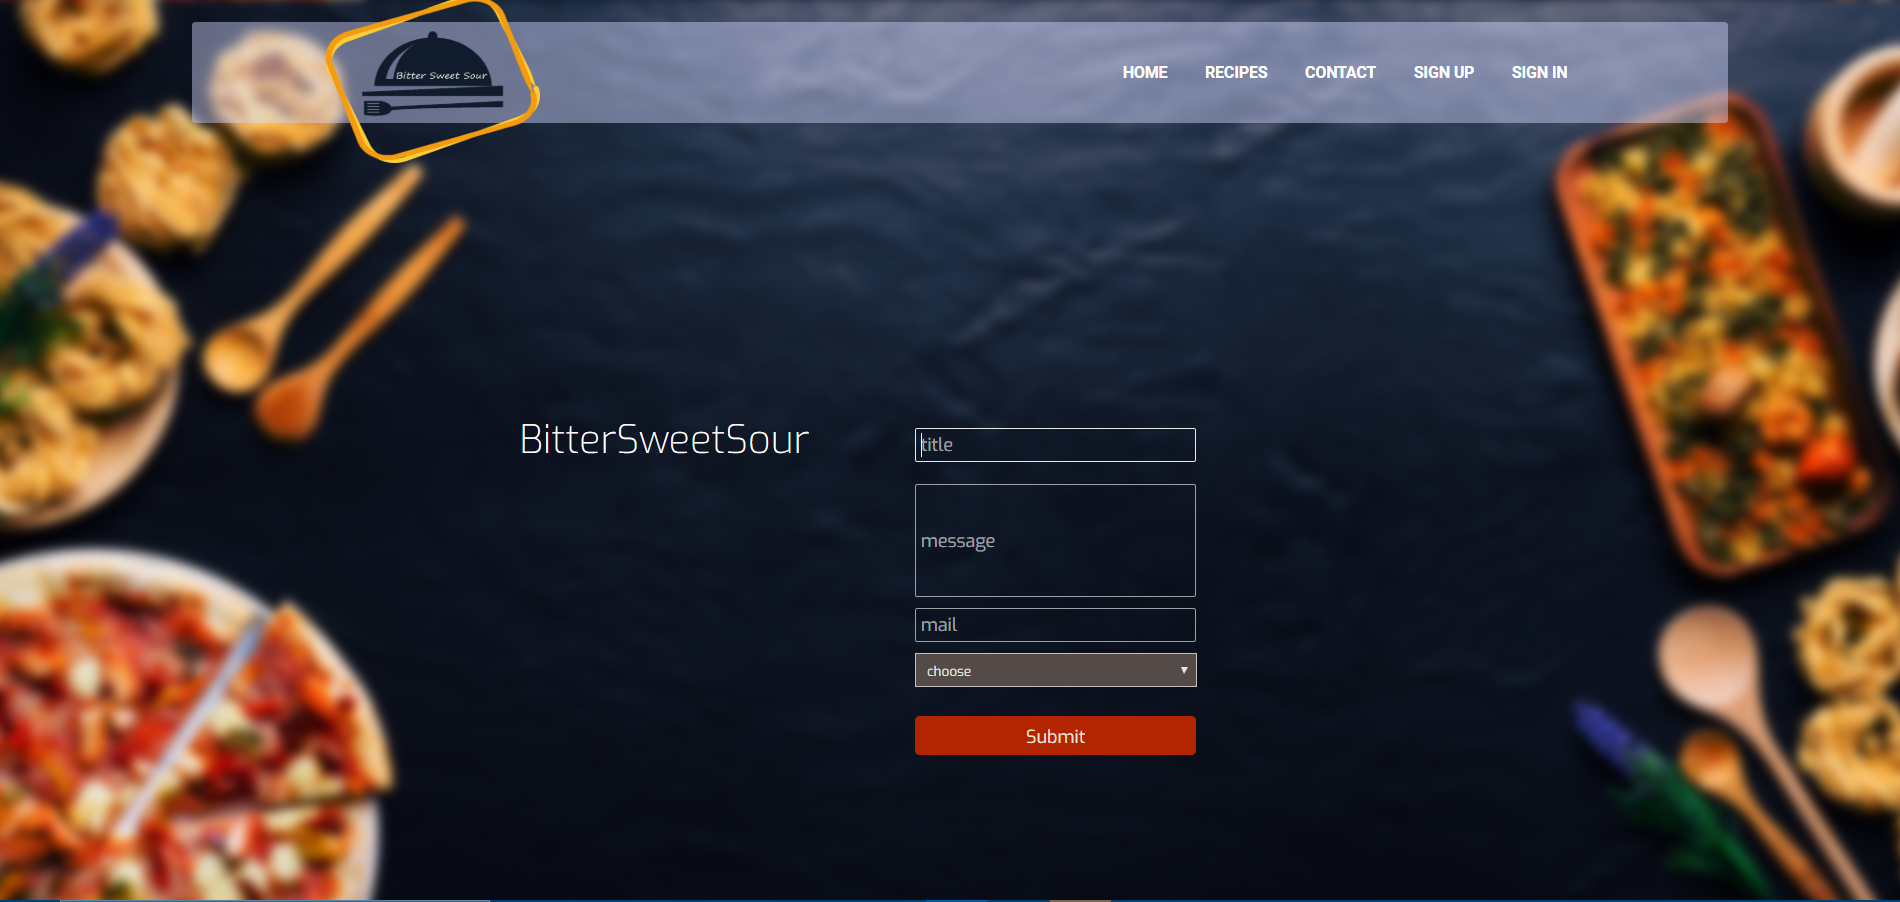 Bitter Sweet Sour
HOME RECIPES CONTACT SIGN UP SIGN IN
BitterSweetSour
title
message
mail
choose
Submit